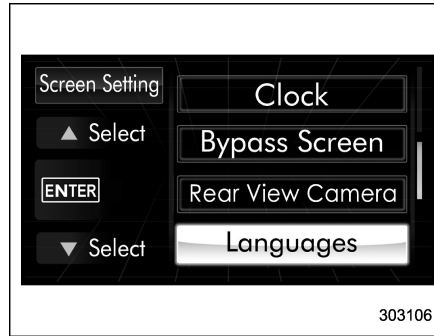 Screen Setting
▲ Select
ENTER
▼ Select
Clock
Bypass Screen
Rear View Camera
Languages
303106